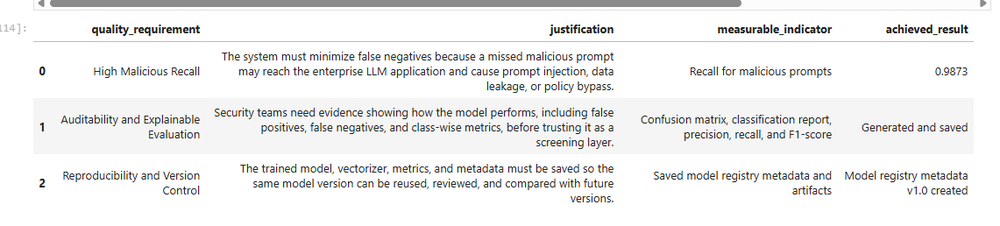 14]:
quality_requirement justification measurable_indicator achieved_result
0 High Malicious Recall The system must minimize false negatives because a missed malicious prompt
may reach the enterprise LLM application and cause prompt injection, data
leakage, or policy bypass. Recall for malicious prompts 0.9873
1 Auditability and Explainable
Evaluation Security teams need evidence showing how the model performs, including false
positives, false negatives, and class-wise metrics, before trusting it as a
screening layer. Confusion matrix, classification report,
precision, recall, and F1-score Generated and saved
2 Reproducibility and Version
Control The trained model, vectorizer, metrics, and metadata must be saved so the
same model version can be reused, reviewed, and compared with future
versions. Saved model registry metadata and
artifacts Model registry metadata
v1.0 created